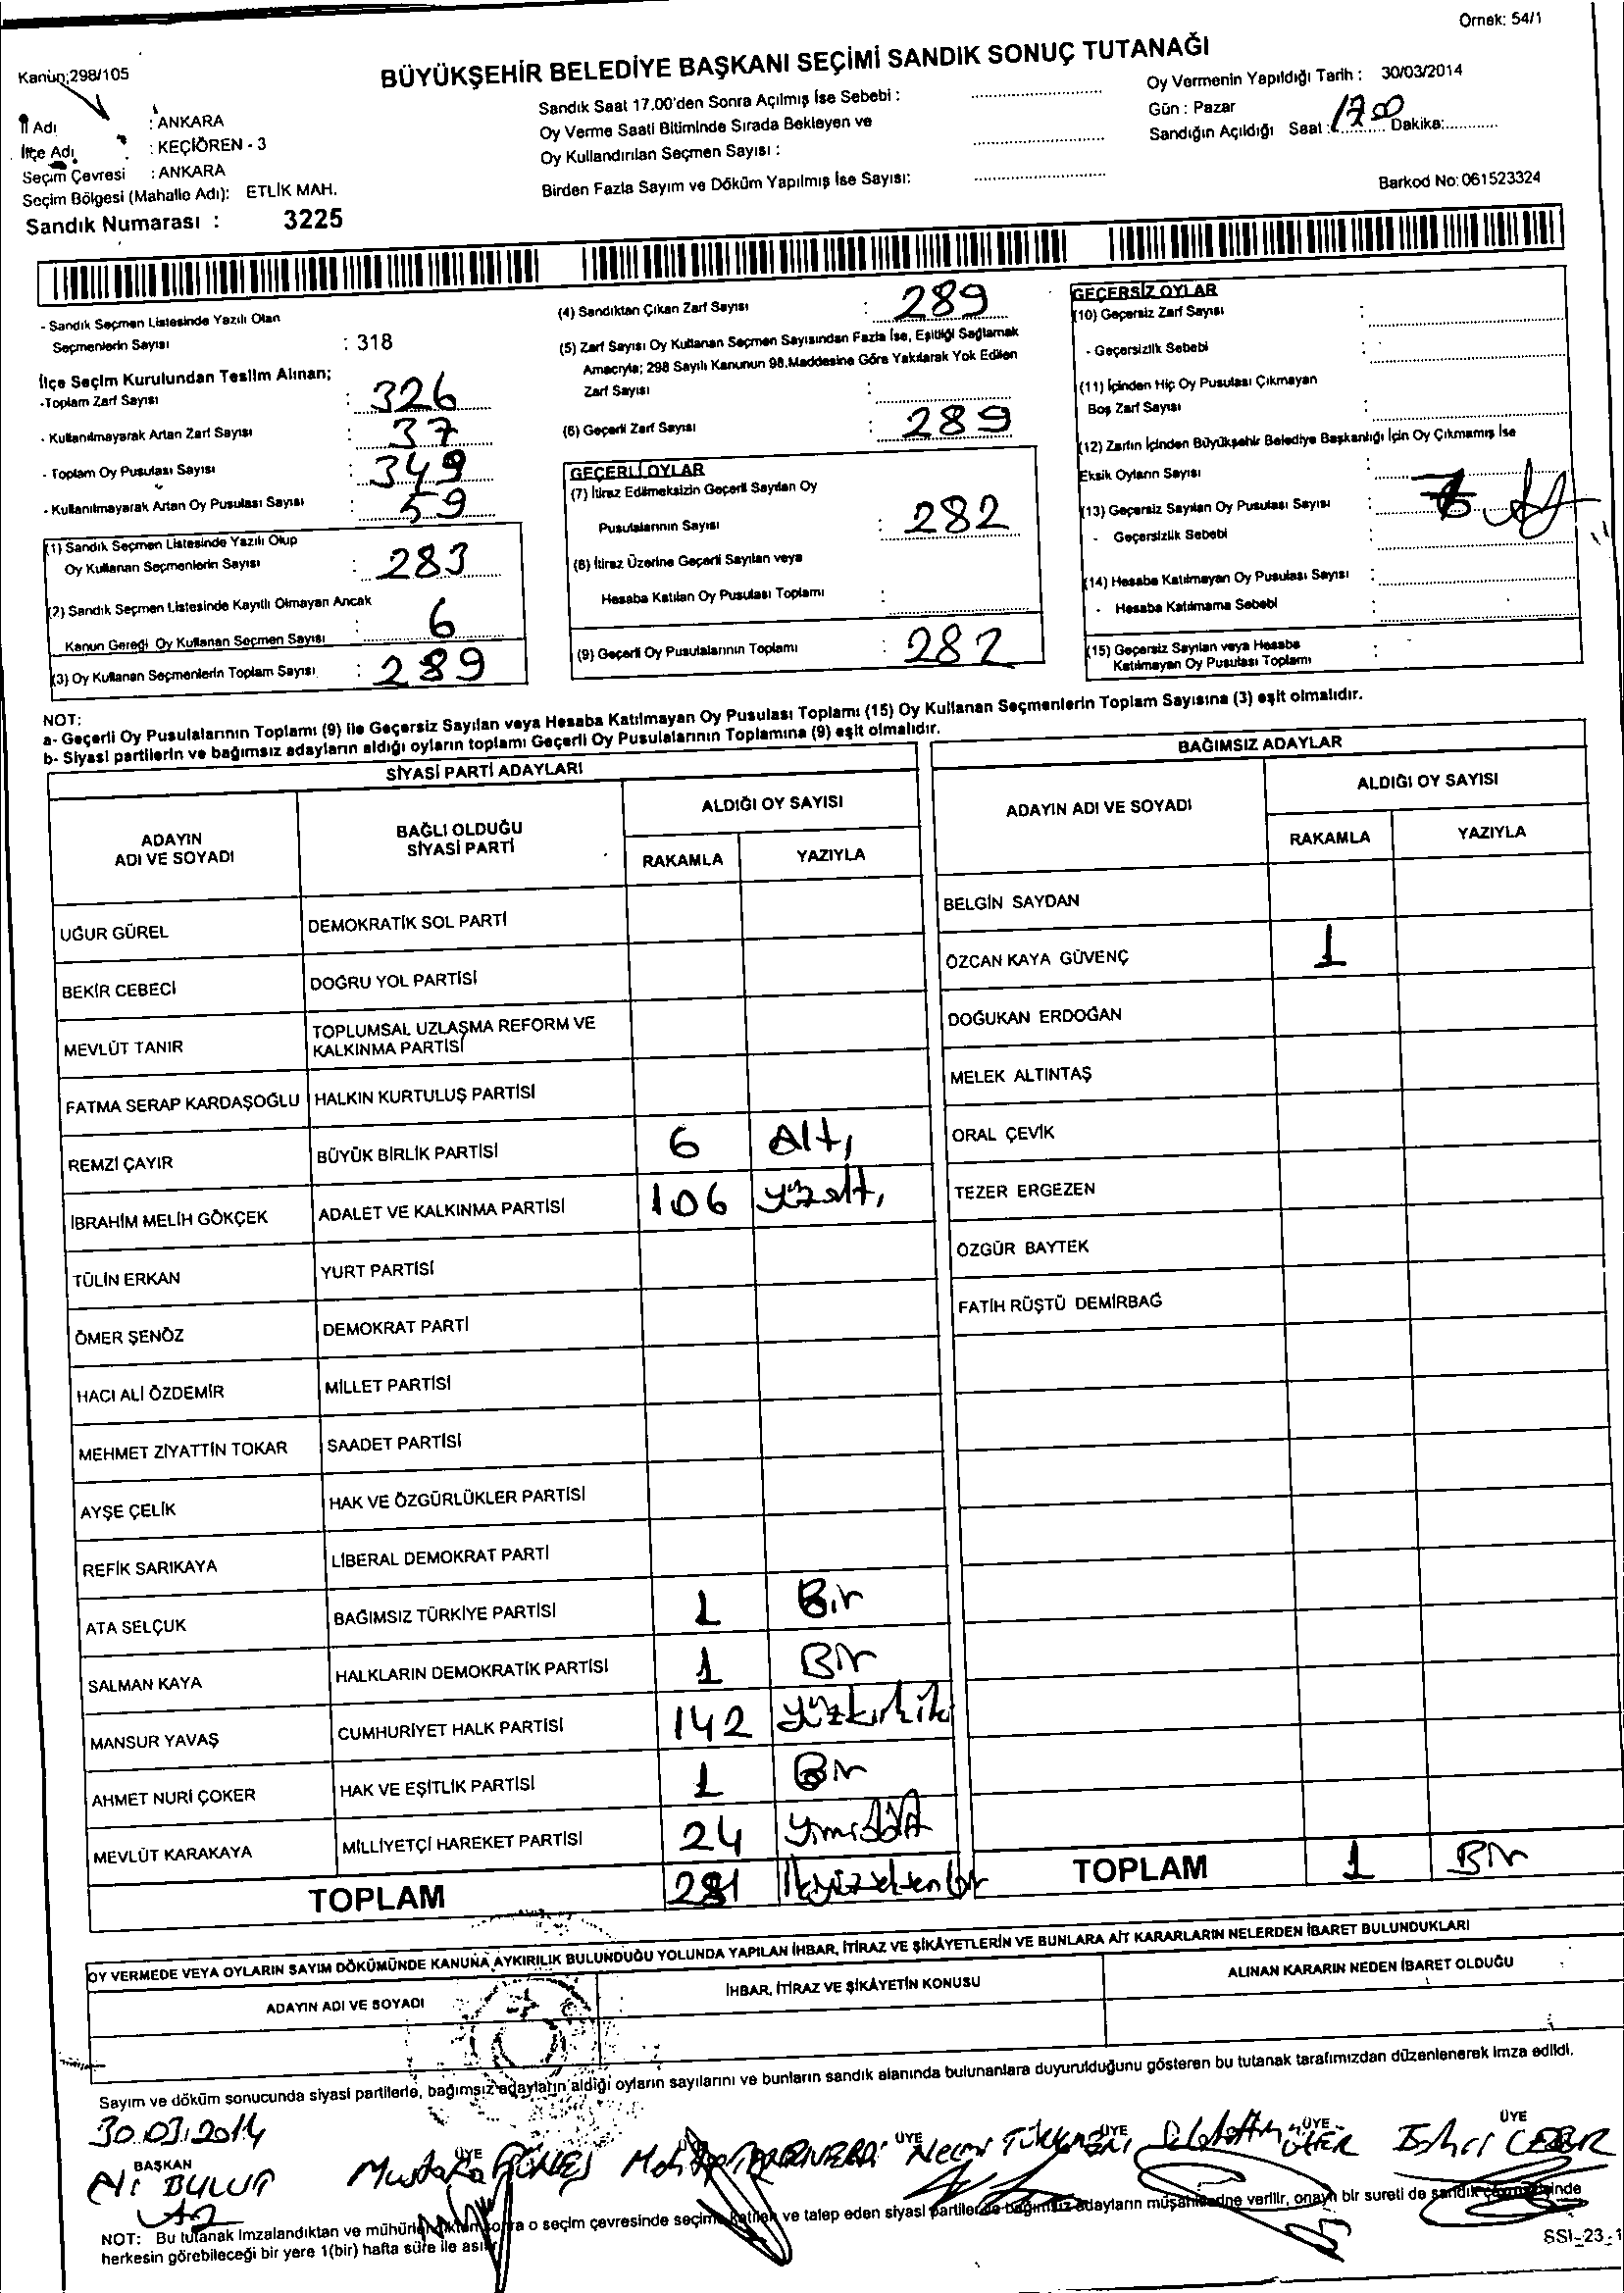 Örnek: 54/1
Kanun:298/105
BÜYÜKŞEHİR BELEDİYE BAŞKANI SEÇİMİ SANDIK SONUÇ TUTANAĞI
İl Adı : ANKARA
İlçe Adı : KEÇİÖREN - 3
Seçim Çevresi : ANKARA
Seçim Bölgesi (Mahalle Adı): ETLİK MAH.
Sandık Numarası : 3225
Sandık Saat 17.00'den Sonra Açılmış İse Sebebi :
Oy Verme Saati Bitiminde Sırada Bekleyen ve
Oy Kullandırılan Seçmen Sayısı :
Birden Fazla Sayım ve Döküm Yapılmış İse Sayısı:
Oy Vermenin Yapıldığı Tarih : 30/03/2014
Gün : Pazar
Sandığın Açıldığı Saat : 17.00 Dakika:
Barkod No: 061523324
- Sandık Seçmen Listesinde Yazılı Olan
Seçmenlerin Sayısı : 318
İlçe Seçim Kurulundan Teslim Alınan;
-Toplam Zarf Sayısı : 326
- Kullanılmayarak Artan Zarf Sayısı : 37
- Toplam Oy Pusulası Sayısı : 349
- Kullanılmayarak Artan Oy Pusulası Sayısı : 59
(1) Sandık Seçmen Listesinde Yazılı Olup
Oy Kullanan Seçmenlerin Sayısı : 283
(2) Sandık Seçmen Listesinde Kayıtlı Olmayan Ancak
Kanun Gereği Oy Kullanan Seçmen Sayısı : 6
(3) Oy Kullanan Seçmenlerin Toplam Sayısı : 289
(4) Sandıktan Çıkan Zarf Sayısı : 289
(5) Zarf Sayısı Oy Kullanan Seçmen Sayısından Fazla İse, Eşitliği Sağlamak
Amacıyla; 298 Sayılı Kanunun 98.Maddesine Göre Yakılarak Yok Edilen
Zarf Sayısı :
(6) Geçerli Zarf Sayısı : 289
GEÇERLİ OYLAR
(7) İtiraz Edilmeksizin Geçerli Sayılan Oy
Pusulalarının Sayısı : 282
(8) İtiraz Üzerine Geçerli Sayılan veya
Hesaba Katılan Oy Pusulası Toplamı :
(9) Geçerli Oy Pusulalarının Toplamı : 282
GEÇERSİZ OYLAR
(10) Geçersiz Zarf Sayısı :
- Geçersizlik Sebebi :
(11) İçinden Hiç Oy Pusulası Çıkmayan
Boş Zarf Sayısı :
(12) Zarfın İçinden Büyükşehir Belediye Başkanlığı İçin Oy Çıkmamış İse
Eksik Oyların Sayısı :
(13) Geçersiz Sayılan Oy Pusulası Sayısı :
- Geçersizlik Sebebi :
(14) Hesaba Katılmayan Oy Pusulası Sayısı :
- Hesaba Katılmama Sebebi :
(15) Geçersiz Sayılan veya Hesaba
Katılmayan Oy Pusulası Toplamı :
NOT:
a- Geçerli Oy Pusulalarının Toplamı (9) ile Geçersiz Sayılan veya Hesaba Katılmayan Oy Pusulası Toplamı (15) Oy Kullanan Seçmenlerin Toplam Sayısına (3) eşit olmalıdır.
b- Siyasi partilerin ve bağımsız adayların aldığı oyların toplamı Geçerli Oy Pusulalarının Toplamına (9) eşit olmalıdır.
SİYASİ PARTİ ADAYLARI
ADAYIN ADI VE SOYADI BAĞLI OLDUĞU SİYASİ PARTİ ALDIĞI OY SAYISI
RAKAMLA YAZIYLA
UĞUR GÜREL DEMOKRATİK SOL PARTİ
BEKİR CEBECİ DOĞRU YOL PARTİSİ
MEVLÜT TANIR TOPLUMSAL UZLAŞMA REFORM VE KALKINMA PARTİSİ
FATMA SERAP KARDAŞOĞLU HALKIN KURTULUŞ PARTİSİ
REMZİ ÇAYIR BÜYÜK BİRLİK PARTİSİ 6 Altı
İBRAHİM MELİH GÖKÇEK ADALET VE KALKINMA PARTİSİ 106 Yüzaltı
TÜLİN ERKAN YURT PARTİSİ
ÖMER ŞENÖZ DEMOKRAT PARTİ
HACI ALİ ÖZDEMİR MİLLET PARTİSİ
MEHMET ZİYATTİN TOKAR SAADET PARTİSİ
AYŞE ÇELİK HAK VE ÖZGÜRLÜKLER PARTİSİ
REFİK SARIKAYA LİBERAL DEMOKRAT PARTİ
ATA SELÇUK BAĞIMSIZ TÜRKİYE PARTİSİ 1 Bir
SALMAN KAYA HALKLARIN DEMOKRATİK PARTİSİ 1 Bir
MANSUR YAVAŞ CUMHURİYET HALK PARTİSİ 142 Yüzkırkiki
AHMET NURİ ÇOKER HAK VE EŞİTLİK PARTİSİ 1 Bir
MEVLÜT KARAKAYA MİLLİYETÇİ HAREKET PARTİSİ 24 Yirmidört
TOPLAM 281 İkiyüzseksenbir
BAĞIMSIZ ADAYLAR
ADAYIN ADI VE SOYADI ALDIĞI OY SAYISI
RAKAMLA YAZIYLA
BELGİN SAYDAN
ÖZCAN KAYA GÜVENÇ 1
DOĞUKAN ERDOĞAN
MELEK ALTINTAŞ
ORAL ÇEVİK
TEZER ERGEZEN
ÖZGÜR BAYTEK
FATİH RÜŞTÜ DEMİRBAĞ
TOPLAM 1 Bir
OY VERMEDE VEYA OYLARIN SAYIM DÖKÜMÜNDE KANUNA AYKIRILIK BULUNDUĞU YOLUNDA YAPILAN İHBAR, İTİRAZ VE ŞİKÂYETLERİN VE BUNLARA AİT KARARLARIN NELERDEN İBARET BULUNDUKLARI
ADAYIN ADI VE SOYADI İHBAR, İTİRAZ VE ŞİKÂYETİN KONUSU ALINAN KARARIN NEDEN İBARET OLDUĞU
Sayım ve döküm sonucunda siyasi partilerle, bağımsız adayların aldığı oyların sayılarını ve bunların sandık alanında bulunanlara duyurulduğunu gösteren bu tutanak tarafımızdan düzenlenerek imza edildi.
30.03.2014
BAŞKAN ÜYE ÜYE ÜYE ÜYE ÜYE
Ali BULUT Mustafa GÜNEŞ
NOT: Bu tutanak imzalandıktan ve mühürlendikten sonra o seçim çevresinde seçime katılan ve talep eden siyasi partiler ile bağımsız adayların müşahidine verilir, onaylı bir sureti de sandık çevresinde
herkesin görebileceği bir yere 1(bir) hafta süre ile asılır.
SSI_23_1